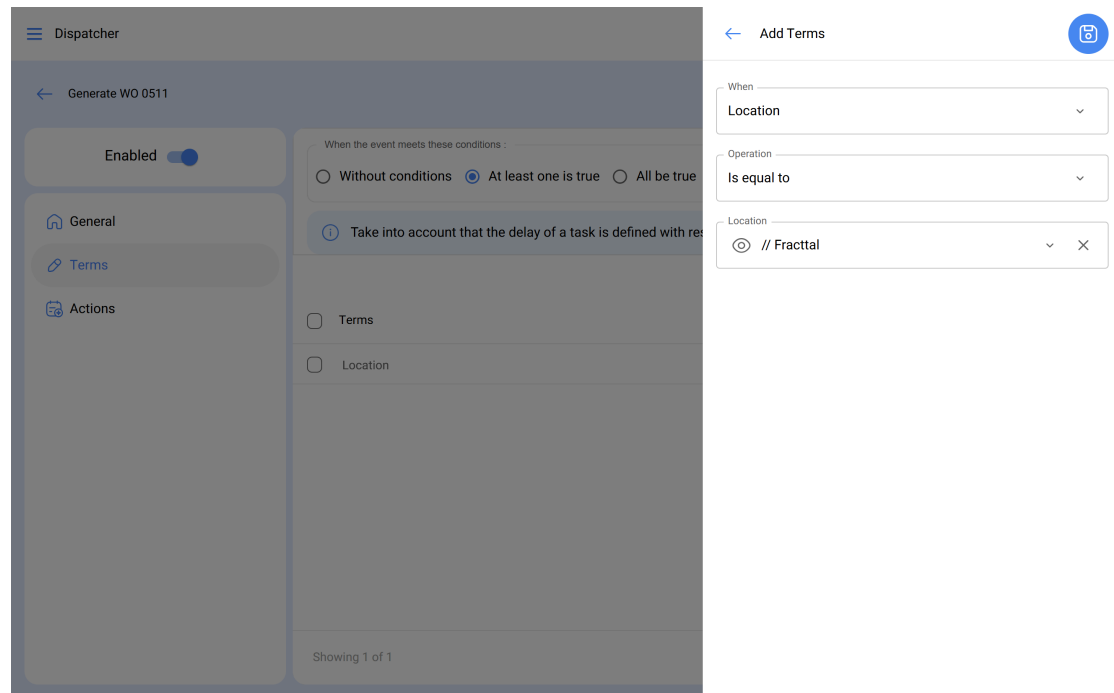 Dispatcher
Generate WO 0511
Enabled
General
Terms
Actions
When the event meets these conditions :
Without conditions At least one is true All be true
Take into account that the delay of a task is defined with
Terms
Location
Showing 1 of 1
Add Terms
When
Location
Operation
Is equal to
Location
// Fracttal